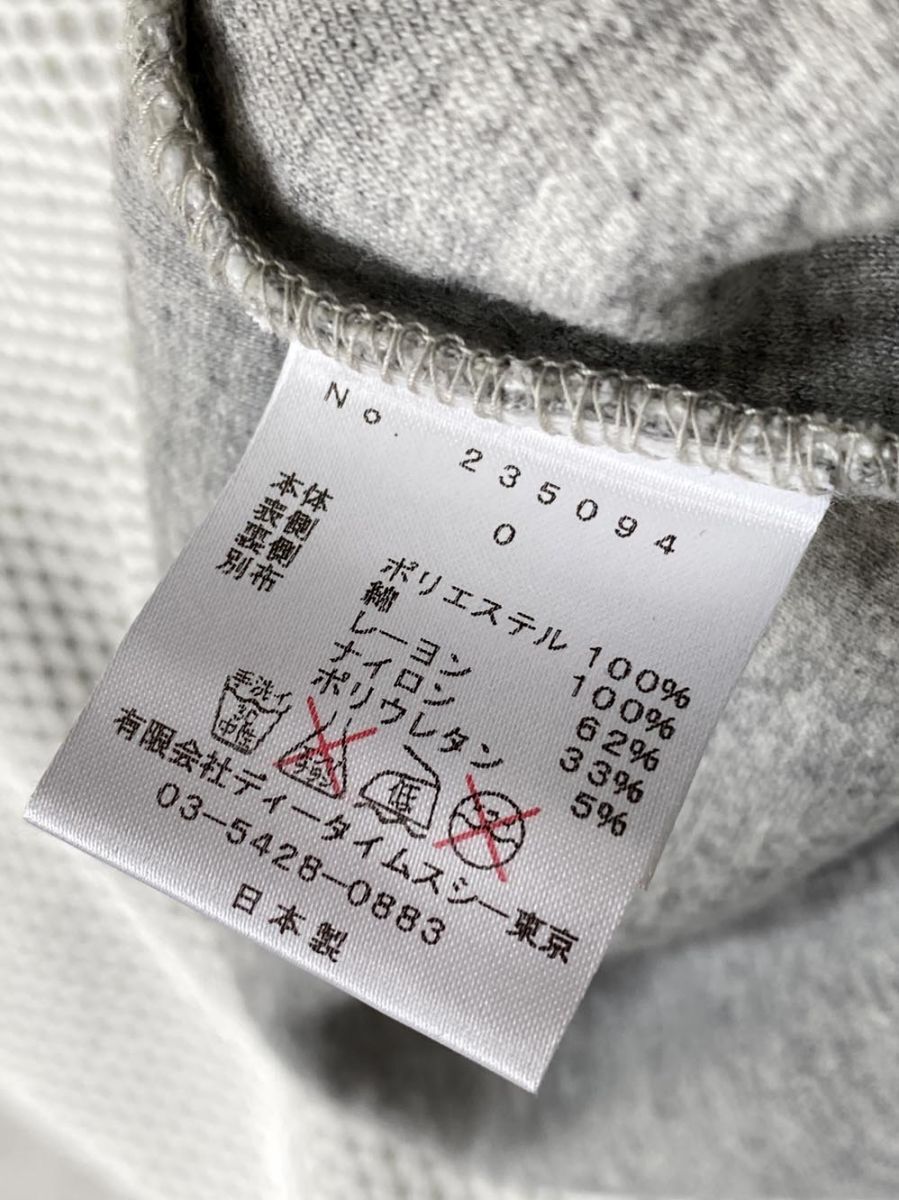 No. 235094
0
本体
表側 ポリエステル 100%
裏側 綿 100%
別布 レーヨン 62%
ナイロン 33%
ポリウレタン 5%
手洗イ 30 中性
低
有限会社ディータイムスシー東京
03-5428-0883
日本製